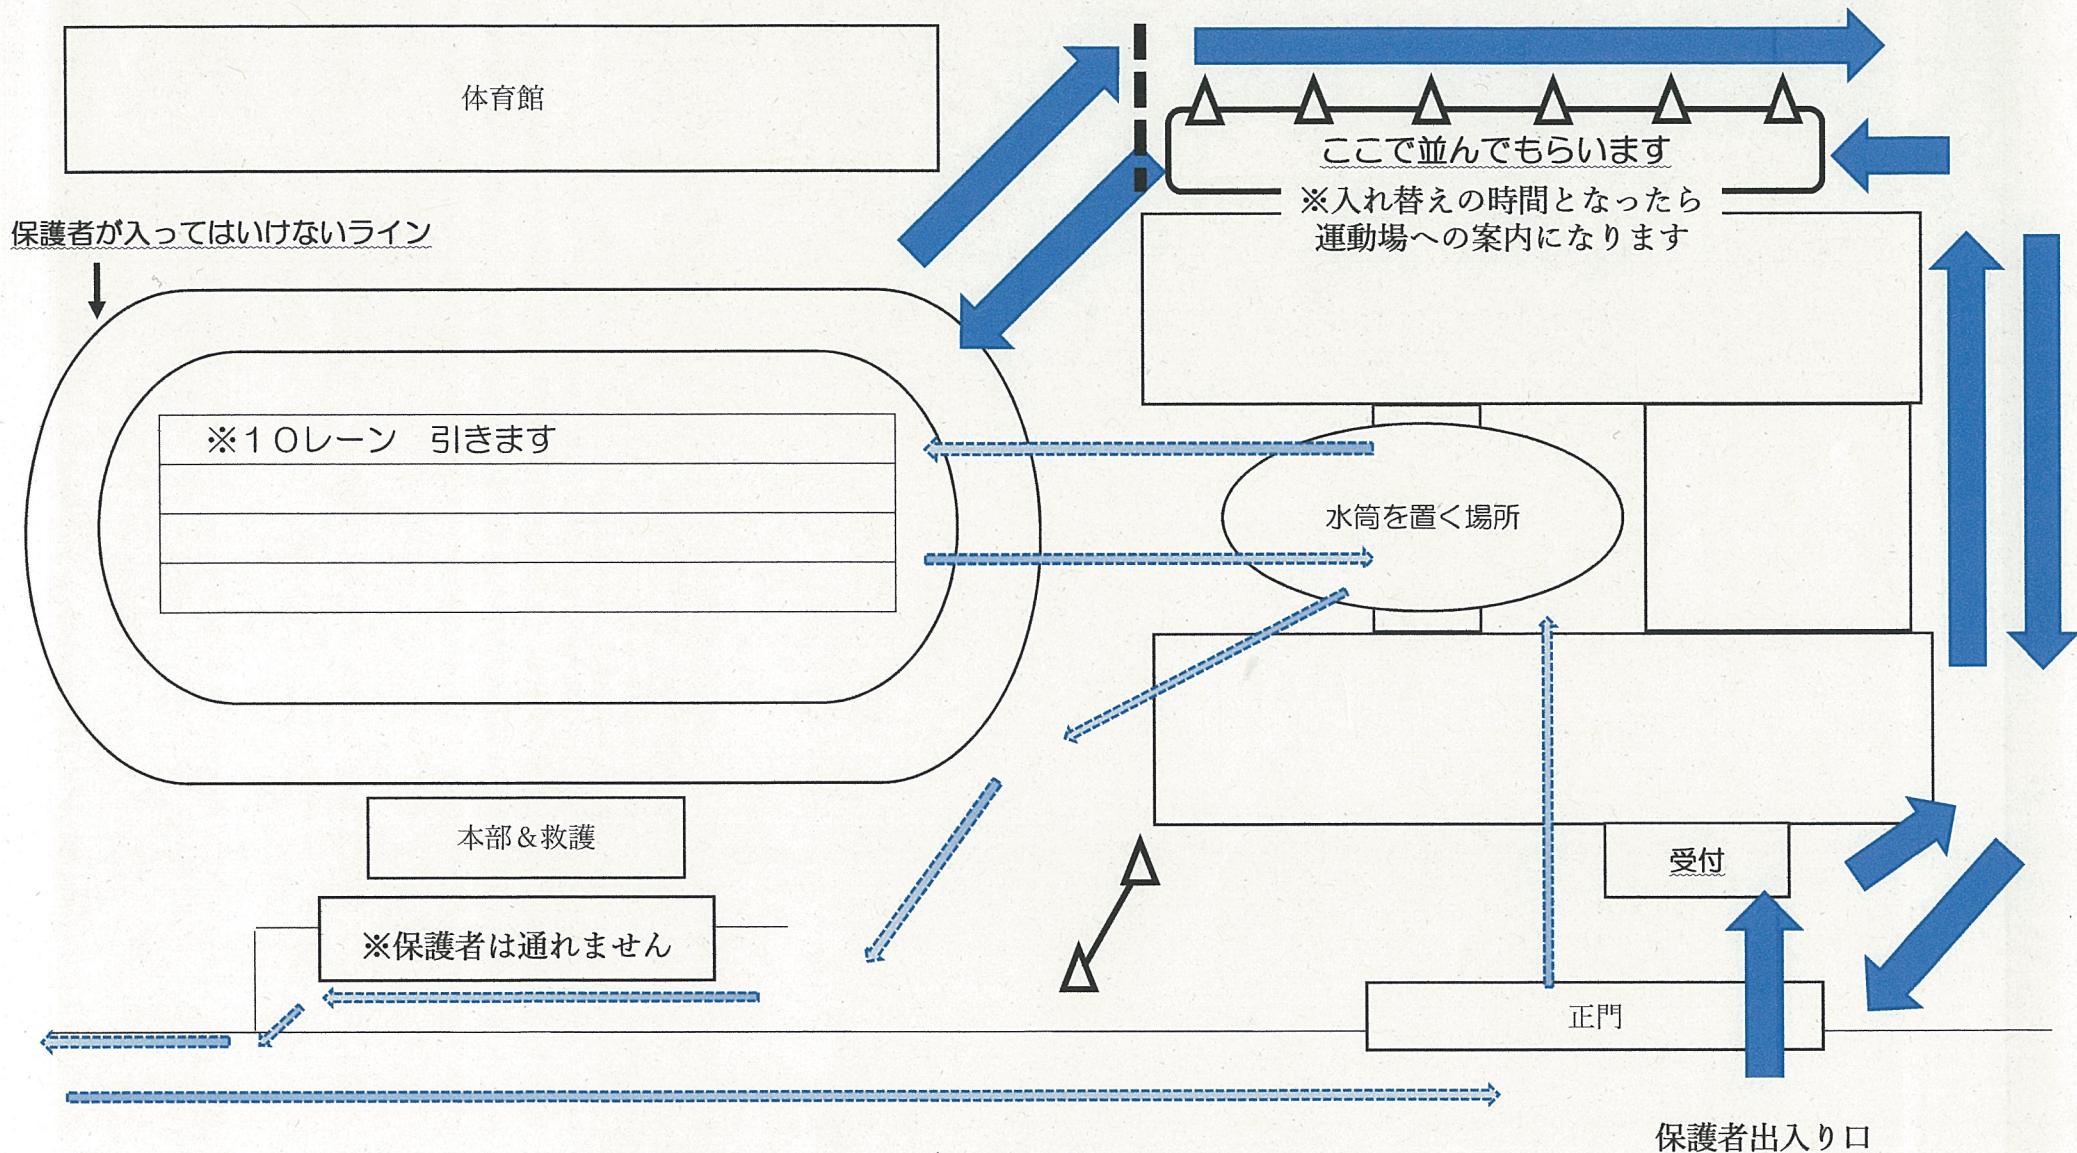 体育館
ここで並んでもらいます
※入れ替えの時間となったら
運動場への案内になります
保護者が入ってはいけないライン
※１０レーン　引きます
水筒を置く場所
本部＆救護
受付
※保護者は通れません
正門
保護者出入り口